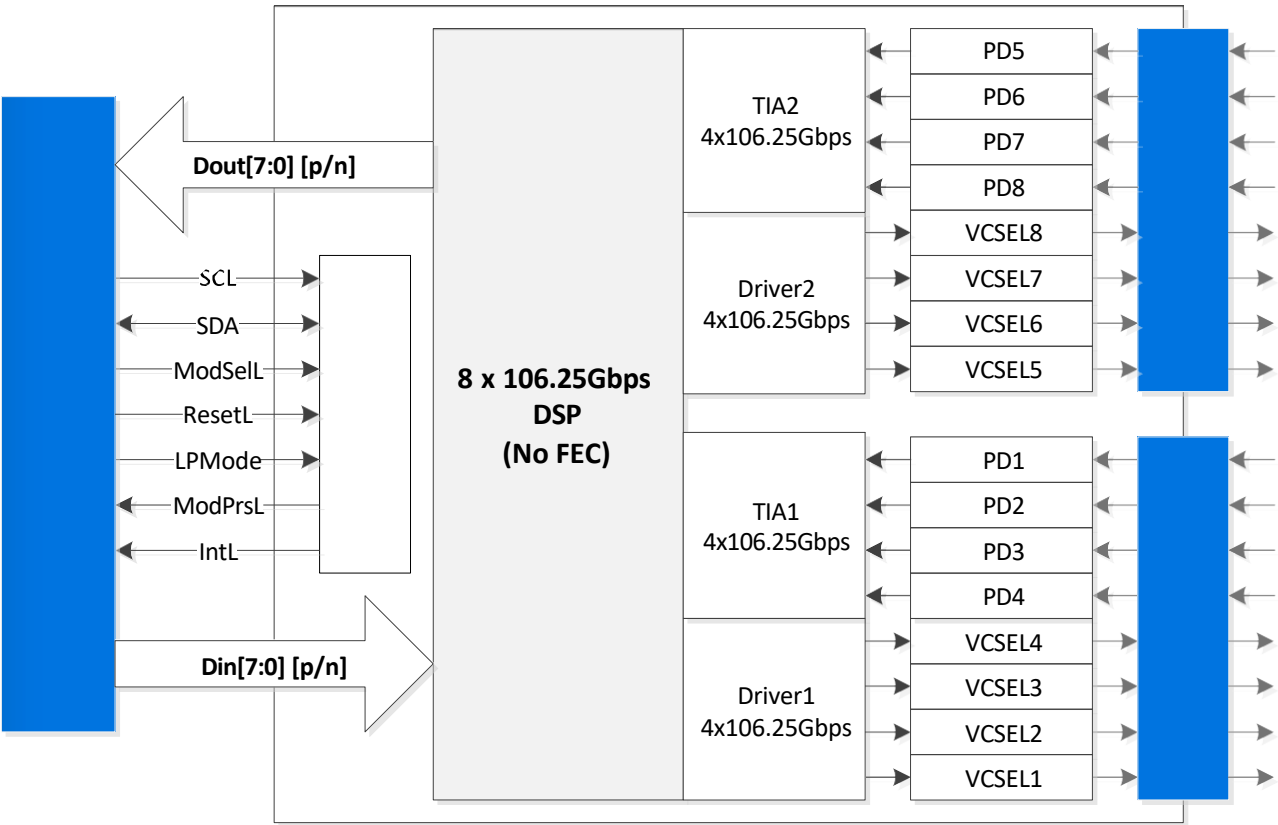 Dout[7:0] [p/n]
SCL
SDA
ModSelL
ResetL
LPMode
ModPrsL
IntL
Din[7:0] [p/n]
8 x 106.25Gbps
DSP
(No FEC)
TIA2
4x106.25Gbps
Driver2
4x106.25Gbps
TIA1
4x106.25Gbps
Driver1
4x106.25Gbps
PD5
PD6
PD7
PD8
VCSEL8
VCSEL7
VCSEL6
VCSEL5
PD1
PD2
PD3
PD4
VCSEL4
VCSEL3
VCSEL2
VCSEL1